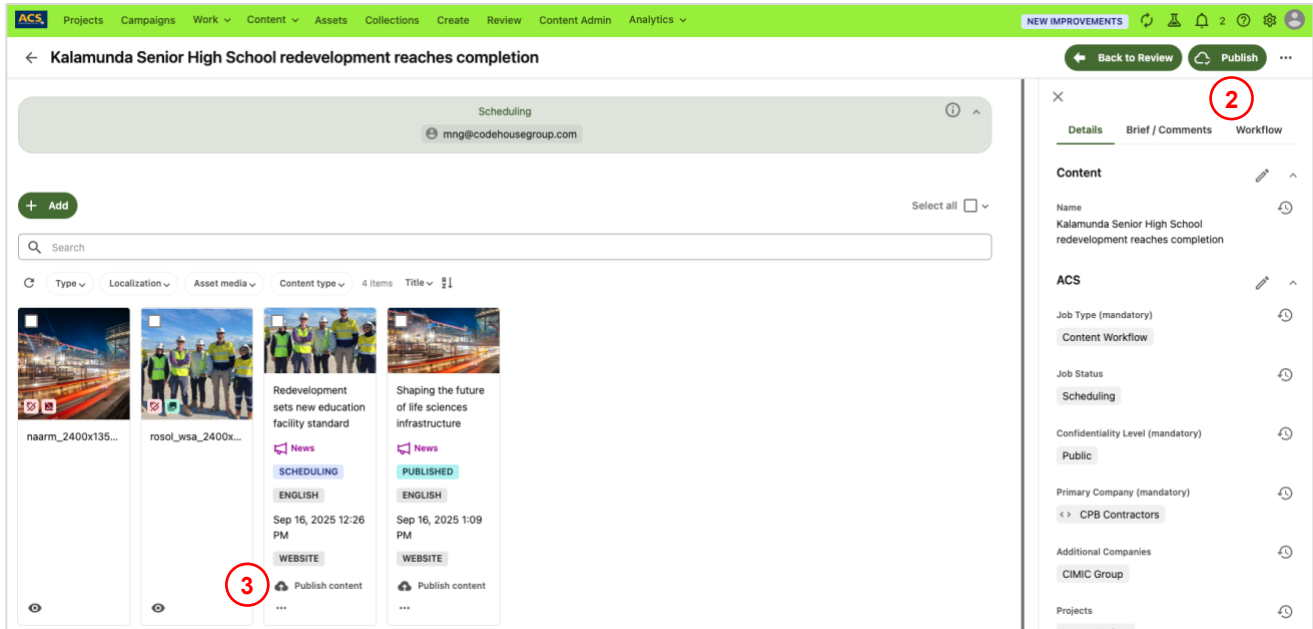 ACS Projects Campaigns Work Content Assets Collections Create Review Content Admin Analytics NEW IMPROVEMENTS 2
Kalamunda Senior High School redevelopment reaches completion Back to Review Publish ...
2
Scheduling
mng@codehousegroup.com
Details Brief / Comments Workflow
Content
+ Add
Select all
Name
Kalamunda Senior High School
redevelopment reaches completion
Search
ACS
Type Localization Asset media Content type 4 items Title
Job Type (mandatory)
Content Workflow
Job Status
Scheduling
Confidentiality Level (mandatory)
Public
Primary Company (mandatory)
<> CPB Contractors
Additional Companies
CIMIC Group
Projects
naarm_2400x135...
rosol_wsa_2400x...
Redevelopment
sets new education
facility standard
News
SCHEDULING
ENGLISH
Sep 16, 2025 12:26
PM
WEBSITE
3
Publish content
...
Shaping the future
of life sciences
infrastructure
News
PUBLISHED
ENGLISH
Sep 16, 2025 1:09
PM
WEBSITE
Publish content
...